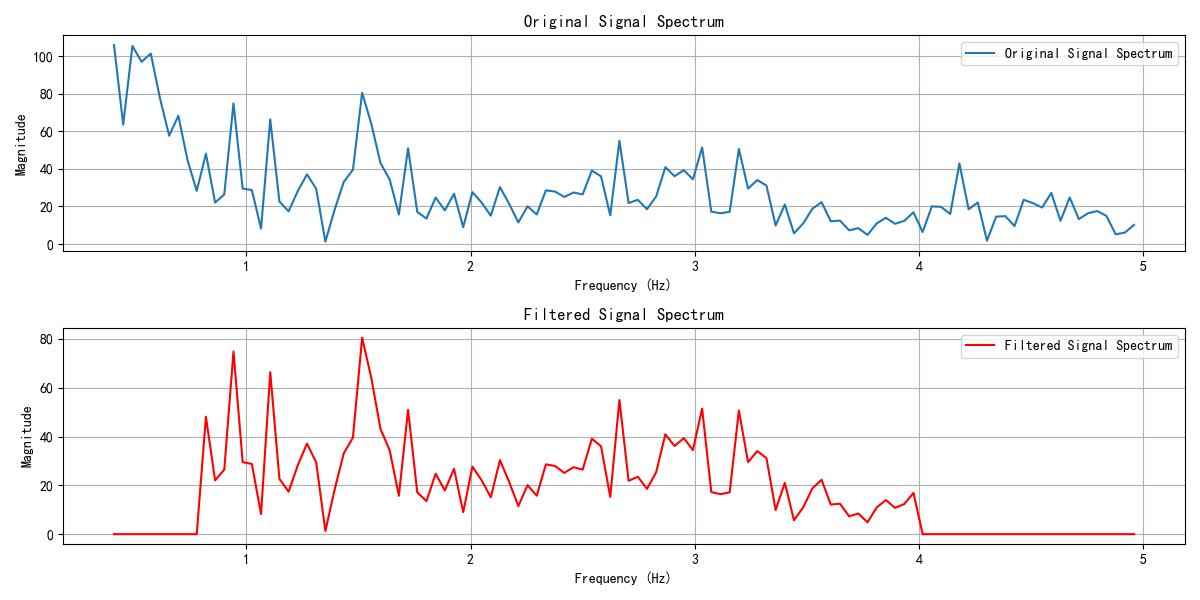 Original Signal Spectrum
Original Signal Spectrum
Magnitude
100
80
60
40
20
0
1
2
3
4
5
Frequency (Hz)
Filtered Signal Spectrum
Filtered Signal Spectrum
Magnitude
80
60
40
20
0
1
2
3
4
5
Frequency (Hz)